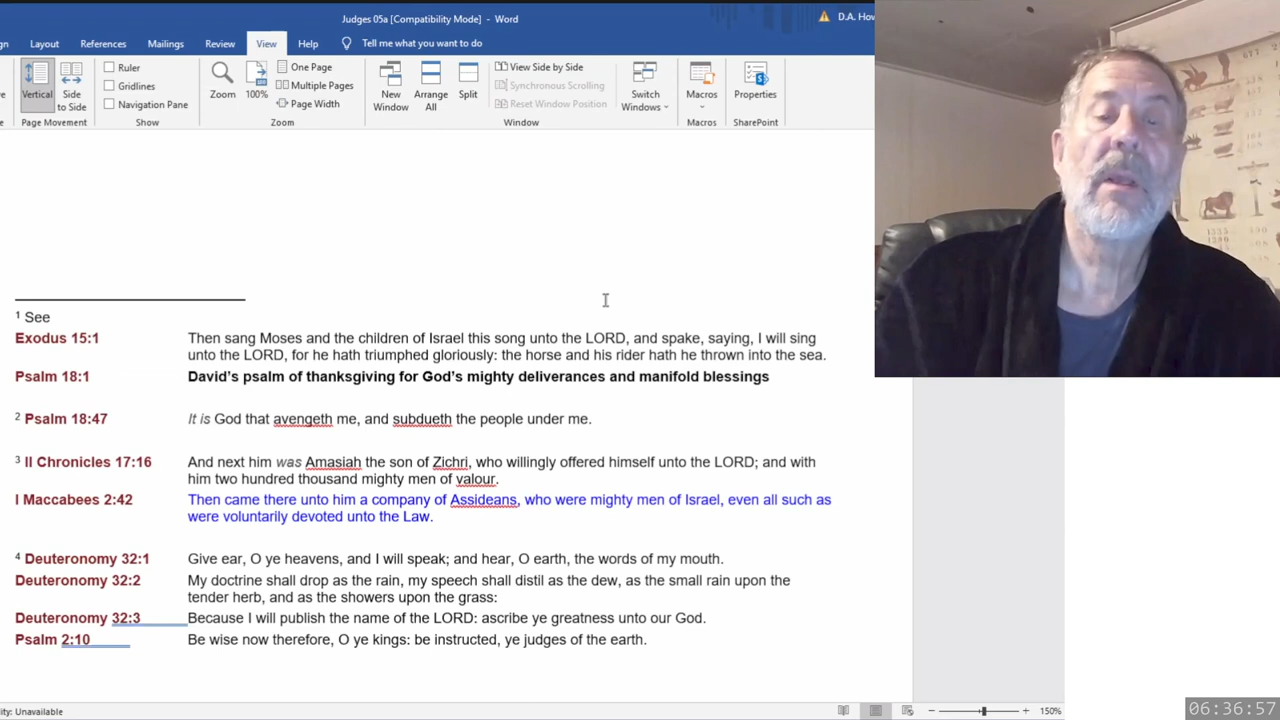 Judges 05a [Compatibility Mode] - Word
D.A. How
gn Layout References Mailings Review View Help Tell me what you want to do
Vertical
Side to Side
Page Movement
Ruler
Gridlines
Navigation Pane
Show
Zoom
100%
One Page
Multiple Pages
Page Width
Zoom
New Window
Arrange All
Split
View Side by Side
Synchronous Scrolling
Reset Window Position
Window
Switch Windows
Macros
Macros
Properties
SharePoint
1 See
Exodus 15:1 Then sang Moses and the children of Israel this song unto the LORD, and spake, saying, I will sing
unto the LORD, for he hath triumphed gloriously: the horse and his rider hath he thrown into the sea.
Psalm 18:1 David's psalm of thanksgiving for God's mighty deliverances and manifold blessings
2 Psalm 18:47 It is God that avengeth me, and subdueth the people under me.
3 II Chronicles 17:16 And next him was Amasiah the son of Zichri, who willingly offered himself unto the LORD; and with
him two hundred thousand mighty men of valour.
I Maccabees 2:42 Then came there unto him a company of Assideans, who were mighty men of Israel, even all such as
were voluntarily devoted unto the Law.
4 Deuteronomy 32:1 Give ear, O ye heavens, and I will speak; and hear, O earth, the words of my mouth.
Deuteronomy 32:2 My doctrine shall drop as the rain, my speech shall distil as the dew, as the small rain upon the
tender herb, and as the showers upon the grass:
Deuteronomy 32:3 Because I will publish the name of the LORD: ascribe ye greatness unto our God.
Psalm 2:10 Be wise now therefore, O ye kings: be instructed, ye judges of the earth.
ity: Unavailable
150%
06:36:57